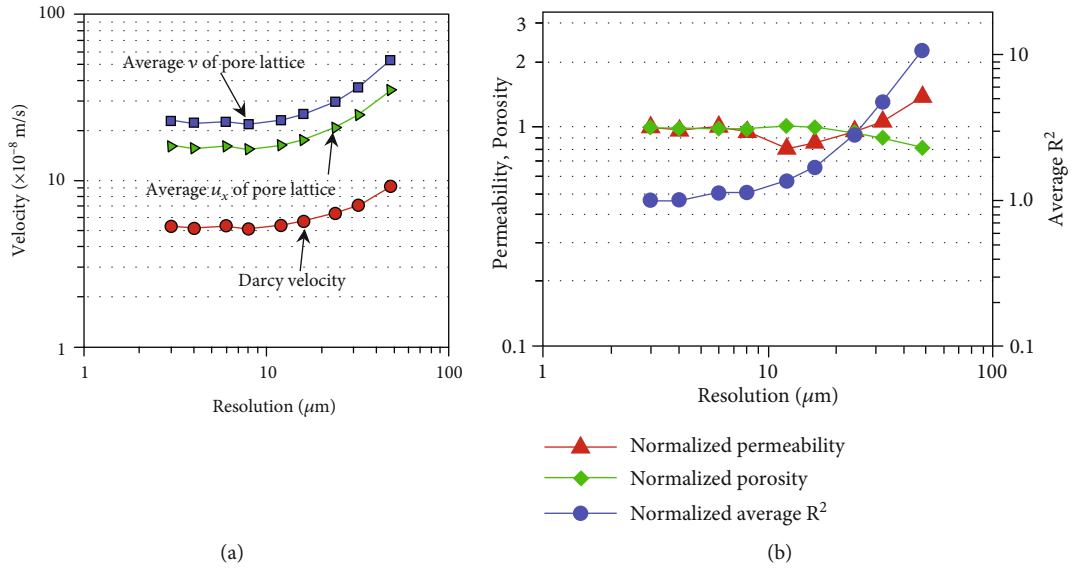 100
10
1
Velocity (×10⁻⁸ m/s)
Average v of pore lattice
Average uₓ of pore lattice
Darcy velocity
1
10
100
Resolution (μm)
(a)
3
2
1
0.1
Permeability, Porosity
10
1.0
0.1
Average R²
1
10
100
Resolution (μm)
Normalized permeability
Normalized porosity
Normalized average R²
(b)